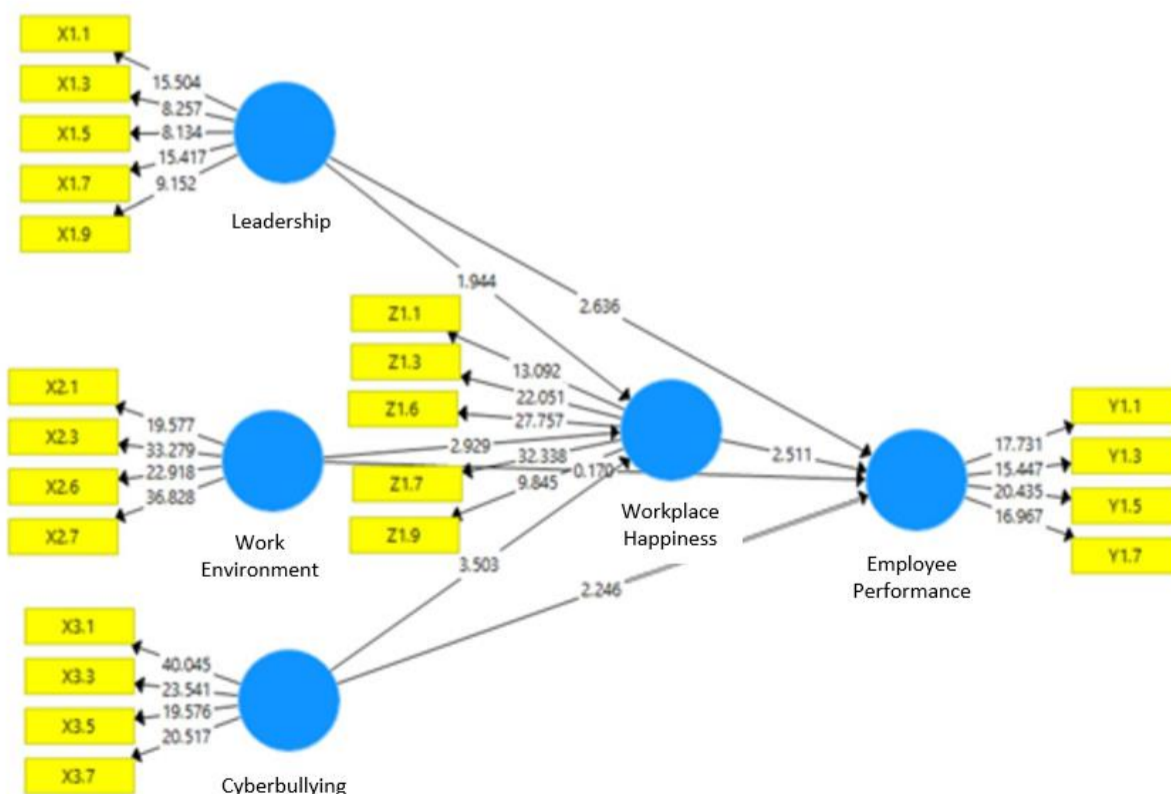 X1.1
X1.3
X1.5
X1.7
X1.9
15.504
8.257
8.134
15.417
9.152
Leadership
1.944
2.636
Z1.1
Z1.3
Z1.6
Z1.7
Z1.9
13.092
22.051
27.757
32.338
9.845
X2.1
X2.3
X2.6
X2.7
19.577
33.279
22.918
36.828
Work
Environment
2.929
0.170
Workplace
Happiness
2.511
Y1.1
Y1.3
Y1.5
Y1.7
17.731
15.447
20.435
16.967
Employee
Performance
3.503
2.246
X3.1
X3.3
X3.5
X3.7
40.045
23.541
19.576
20.517
Cyberbullying